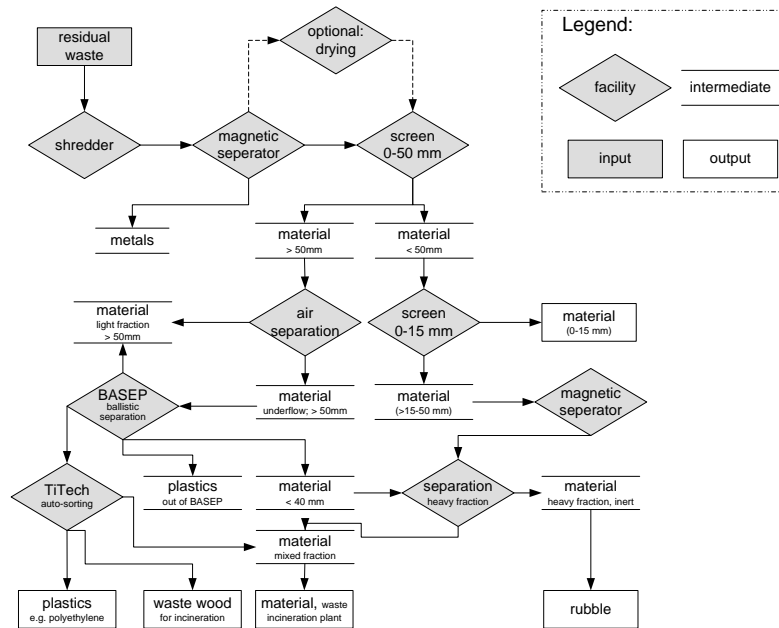 residual
waste
optional:
drying
Legend:
facility
intermediate
input
output
shredder
magnetic
seperator
screen
0-50 mm
metals
material
> 50mm
material
< 50mm
material
light fraction
> 50mm
air
separation
screen
0-15 mm
material
(0-15 mm)
BASEP
ballistic
separation
material
underflow; > 50mm
material
(>15-50 mm)
magnetic
seperator
TiTech
auto-sorting
plastics
out of BASEP
material
< 40 mm
separation
heavy fraction
material
heavy fraction, inert
material
mixed fraction
plastics
e.g. polyethylene
waste wood
for incineration
material, waste
incineration plant
rubble